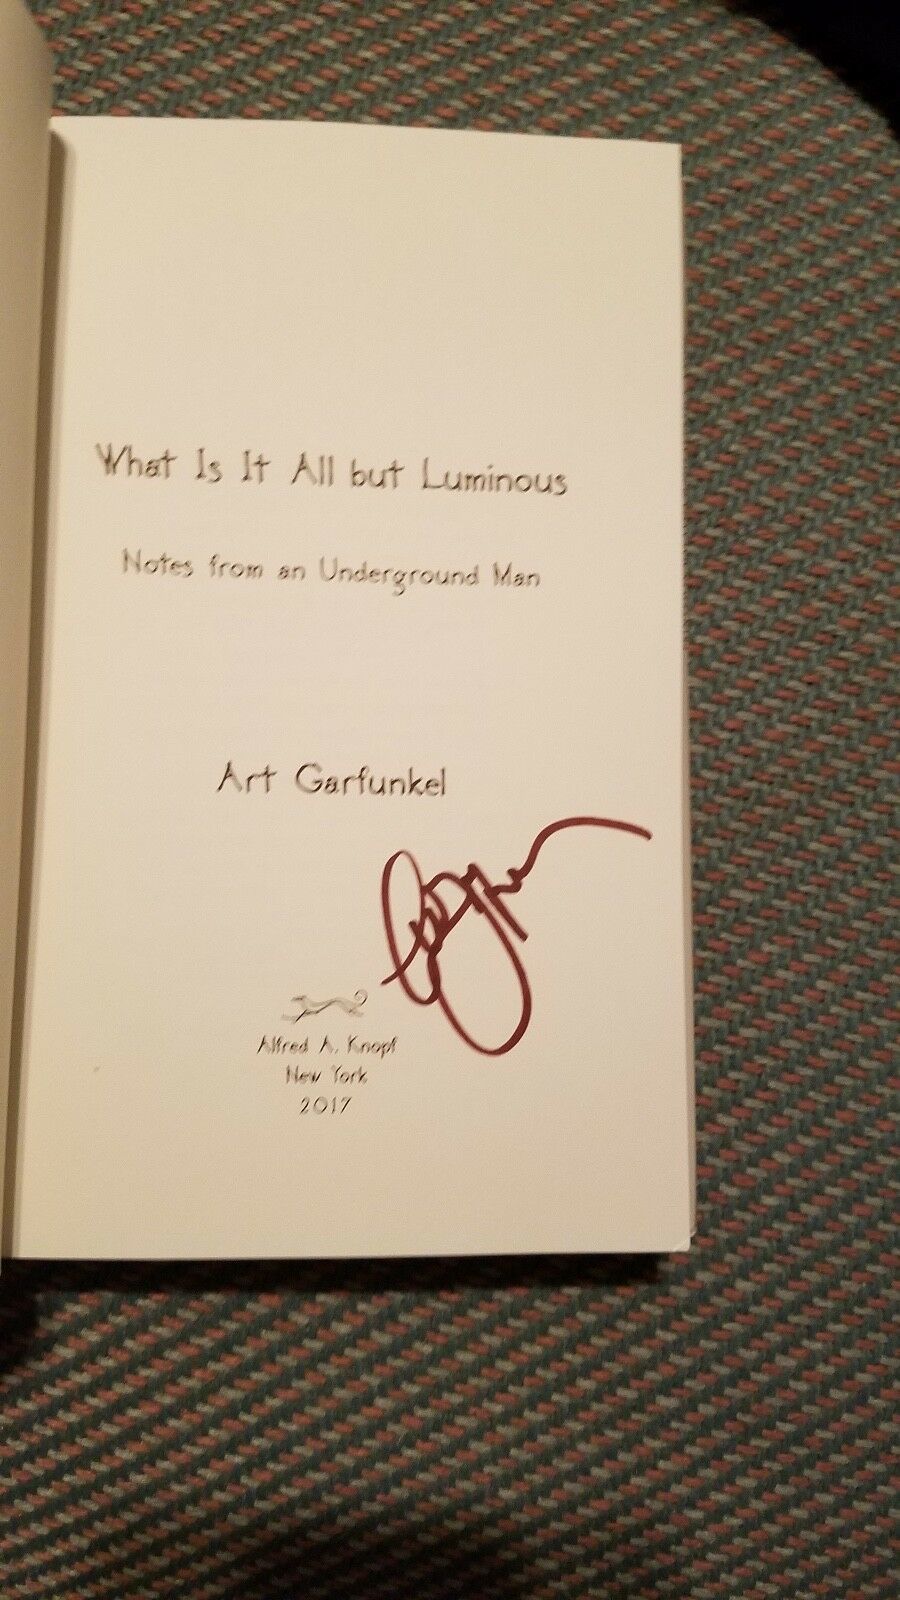 What Is It All but Luminous
Notes from an Underground Man
Art Garfunkel
Alfred A. Knopf
New York
2017